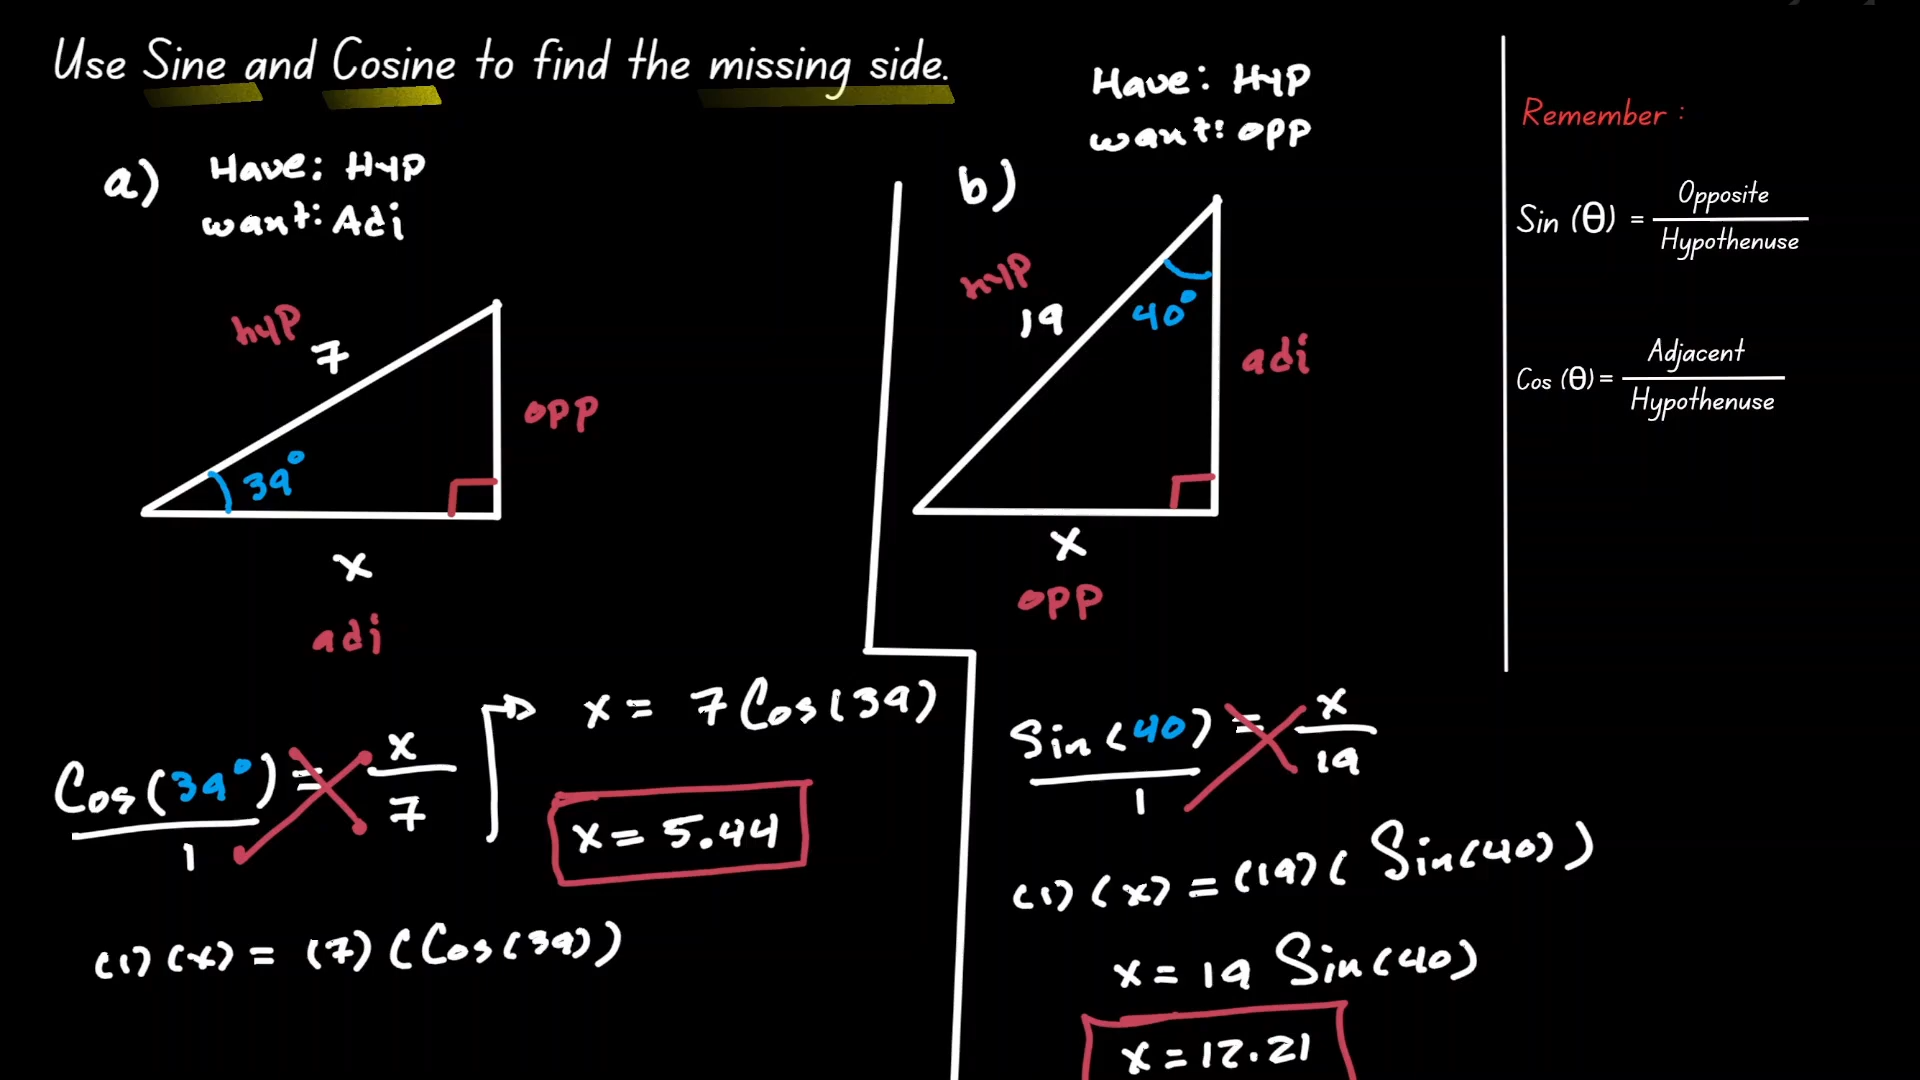 Use Sine and Cosine to find the missing side.
a) Have: Hyp
want: Adj
hyp
7
opp
39°
x
adj
Cos(39°) = x/7
1
x = 7 Cos(39)
x = 5.44
(1) (x) = (7) (Cos(39))
b) Have: Hyp
want: opp
hyp
19
40°
adj
x
opp
Sin(40) = x/19
1
(1) (x) = (19) ( Sin(40) )
x = 19 Sin(40)
x = 12.21
Remember :
Sin (θ) = Opposite/Hypothenuse
Cos (θ) = Adjacent/Hypothenuse